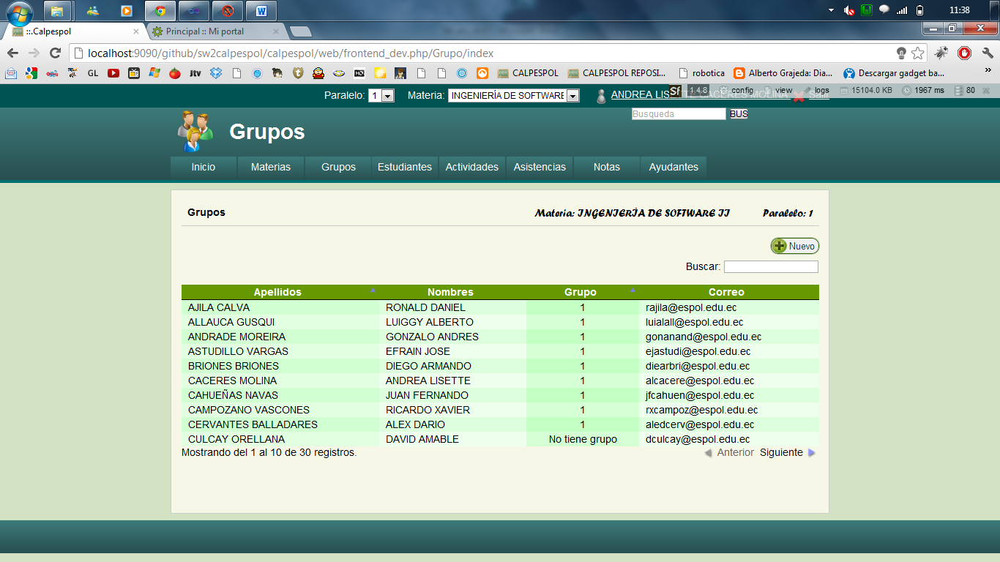 11:38
::.Calpespol
Principal :: Mi portal
localhost:9090/github/sw2calpespol/calpespol/web/frontend_dev.php/Grupo/index
GL
Jtv
HD
CALPESPOL
CALPESPOL REPOSI...
robotica
Alberto Grajeda: Dia...
Descargar gadget ba...
»
Paralelo: 1 Materia: INGENIERÍA DE SOFTWARE
ANDREA LISETTE CACERES MOLINA Salir
Sf 1.4.8 config view logs 15104.0 KB 1967 ms 80
Busqueda BUS
Grupos
Inicio Materias Grupos Estudiantes Actividades Asistencias Notas Ayudantes
Grupos Materia: INGENIERÍA DE SOFTWARE II Paralelo: 1
Nuevo
Buscar:
Apellidos Nombres Grupo Correo
AJILA CALVA RONALD DANIEL 1 rajila@espol.edu.ec
ALLAUCA GUSQUI LUIGGY ALBERTO 1 luialall@espol.edu.ec
ANDRADE MOREIRA GONZALO ANDRES 1 gonanand@espol.edu.ec
ASTUDILLO VARGAS EFRAIN JOSE 1 ejastudi@espol.edu.ec
BRIONES BRIONES DIEGO ARMANDO 1 diearbri@espol.edu.ec
CACERES MOLINA ANDREA LISETTE 1 alcacere@espol.edu.ec
CAHUEÑAS NAVAS JUAN FERNANDO 1 jfcahuen@espol.edu.ec
CAMPOZANO VASCONES RICARDO XAVIER 1 rxcampoz@espol.edu.ec
CERVANTES BALLADARES ALEX DARIO 1 aledcerv@espol.edu.ec
CULCAY ORELLANA DAVID AMABLE No tiene grupo dculcay@espol.edu.ec
Mostrando del 1 al 10 de 30 registros. Anterior Siguiente